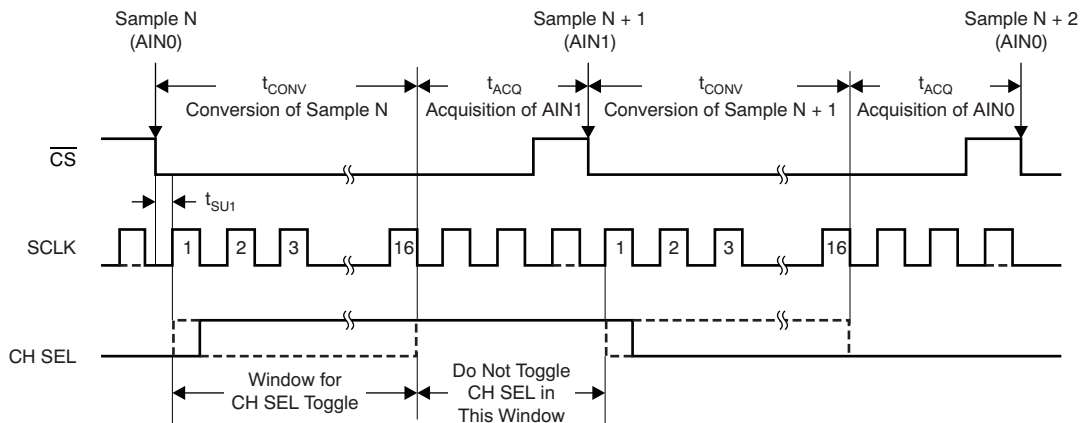 Sample N
(AIN0)
Sample N + 1
(AIN1)
Sample N + 2
(AIN0)
tCONV
Conversion of Sample N
tACQ
Acquisition of AIN1
tCONV
Conversion of Sample N + 1
tACQ
Acquisition of AIN0
CS
tSU1
SCLK
1 2 3 16 1 2 3 16
CH SEL
Window for
CH SEL Toggle
Do Not Toggle
CH SEL in
This Window